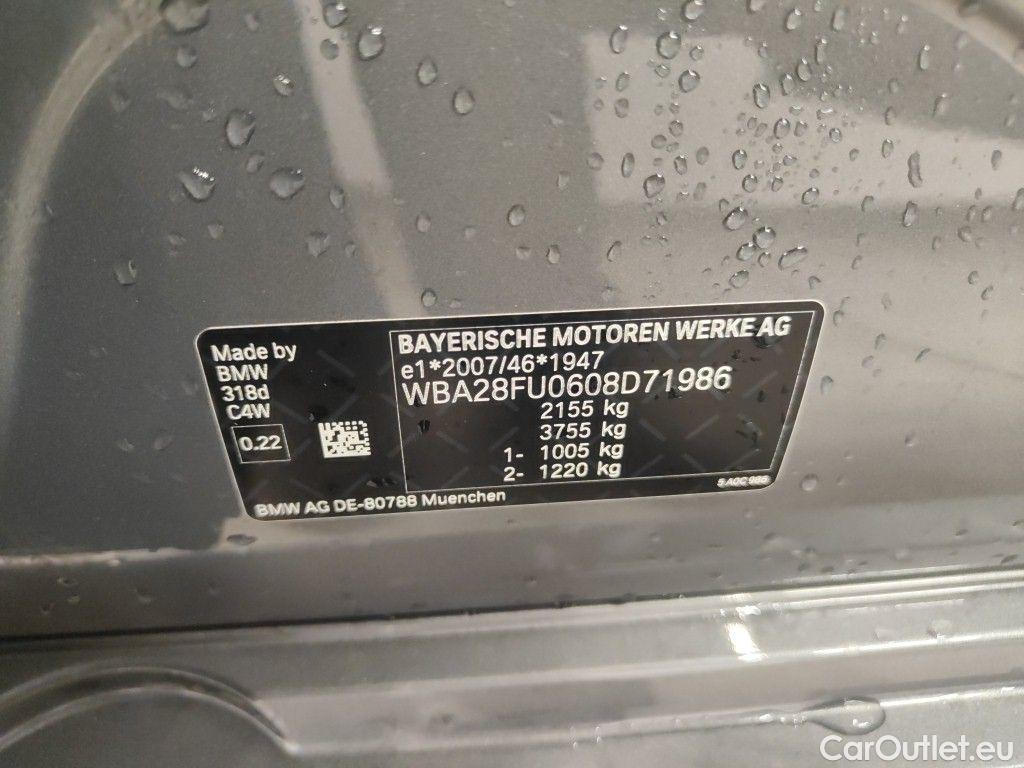 Made by
BMW
318d
C4W
0.22
BAYERISCHE MOTOREN WERKE AG
e1*2007/46*1947
WBA28FU0608D71986
2155 kg
3755 kg
1- 1005 kg
2- 1220 kg
BMW AG DE-80788 Muenchen
CarOutlet.eu